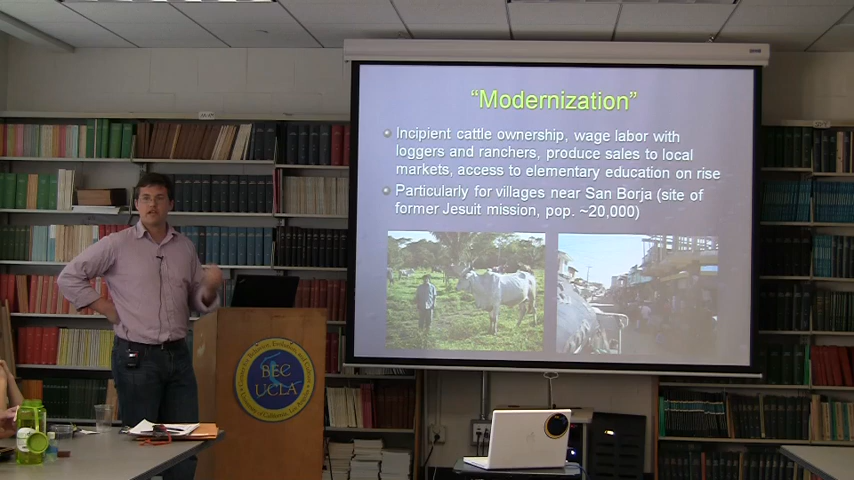 "Modernization"
Incipient cattle ownership, wage labor with
loggers and ranchers, produce sales to local
markets, access to elementary education on rise
Particularly for villages near San Borja (site of
former Jesuit mission, pop. ~20,000)
BEC
UCLA